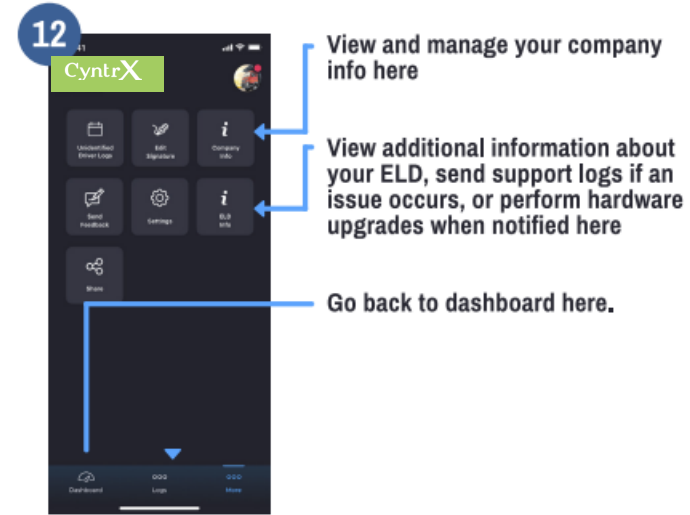 12
41
CyntrX
Unidentified
Driver Logs
Edit
Signature
Company
Info
Send
Feedback
Settings
ELD
Info
Share
Dashboard
Logs
More
View and manage your company
info here
View additional information about
your ELD, send support logs if an
issue occurs, or perform hardware
upgrades when notified here
Go back to dashboard here.